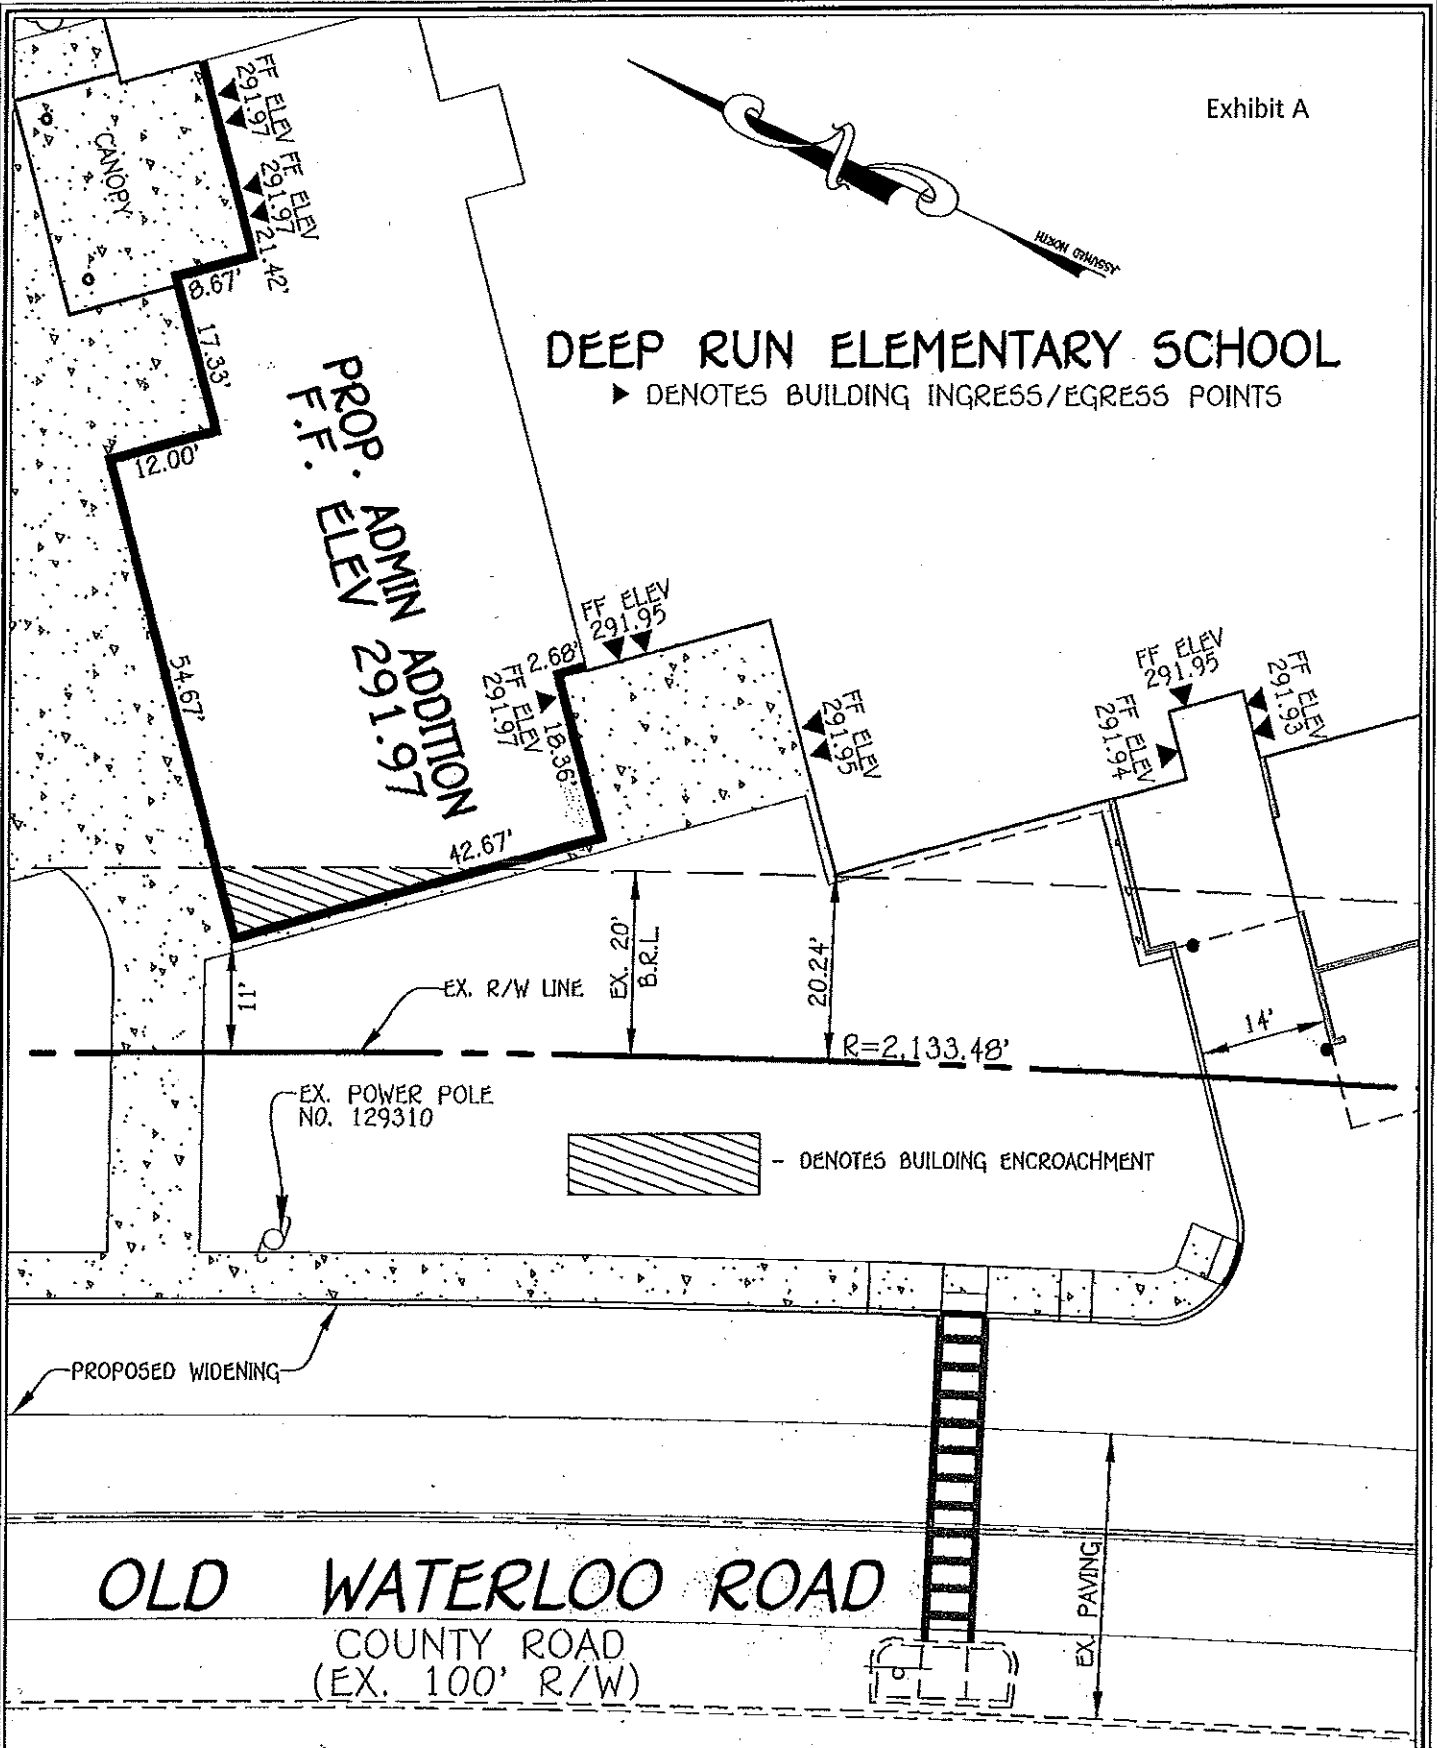 Exhibit A
FF ELEV
291.97
FF ELEV
291.97
CANOPY
21.42'
8.67'
17.33'
12.00'
ASSUMED NORTH
DEEP RUN ELEMENTARY SCHOOL
DENOTES BUILDING INGRESS/EGRESS POINTS
PROP. ADMIN ADDITION
F.F. ELEV 291.97
54.67'
FF ELEV
291.95
2.68'
FF ELEV
291.97
18.36'
42.67'
FF ELEV
291.95
FF ELEV
291.95
FF ELEV
291.93
FF ELEV
291.94
EX. 20'
B.R.L.
20.24'
11'
EX. R/W LINE
14'
R=2,133.48'
EX. POWER POLE
NO. 129310
- DENOTES BUILDING ENCROACHMENT
PROPOSED WIDENING
EX. PAVING
OLD WATERLOO ROAD
COUNTY ROAD
(EX. 100' R/W)